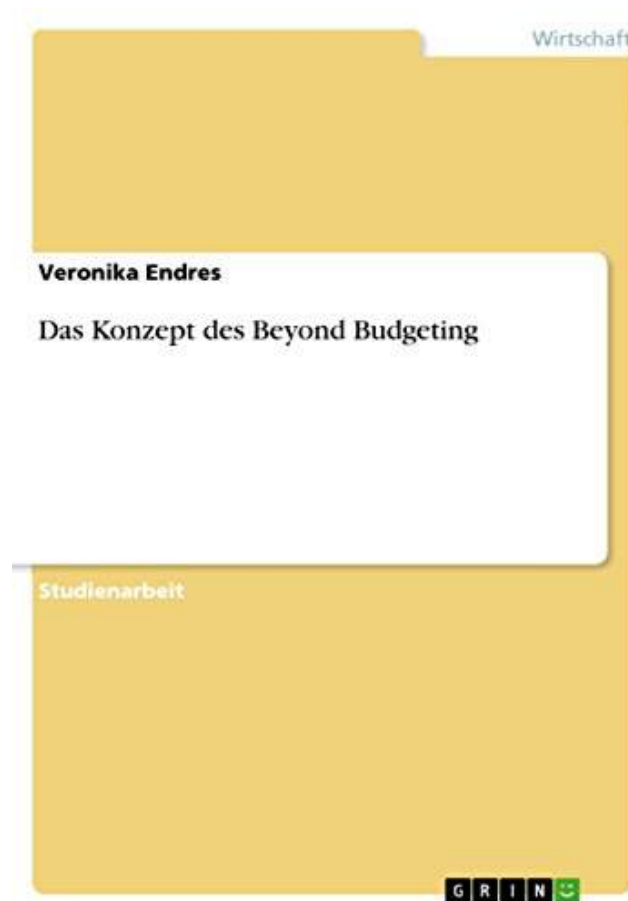 Wirtschaft
Veronika Endres
Das Konzept des Beyond Budgeting
Studienarbeit
GRIN